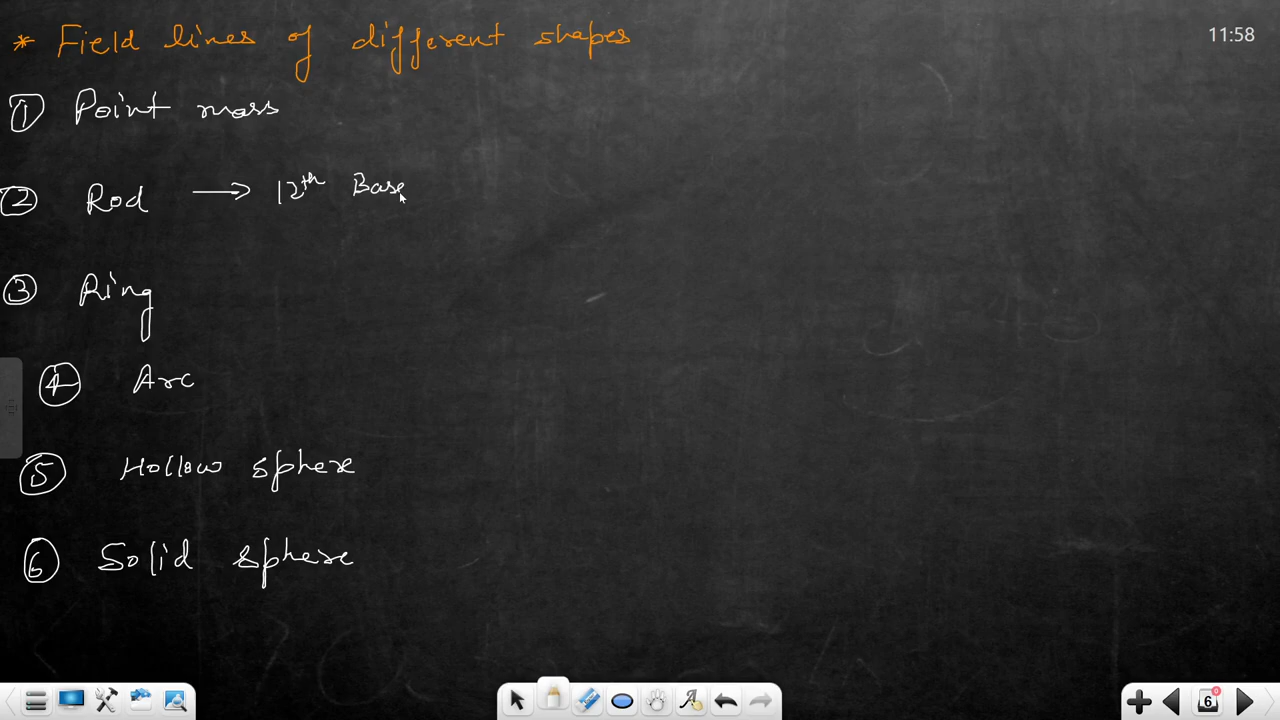 * Field lines of different shapes
11:58
① Point mass
② Rod → 12th Base
③ Ring
④ Arc
⑤ Hollow sphere
⑥ Solid sphere
6